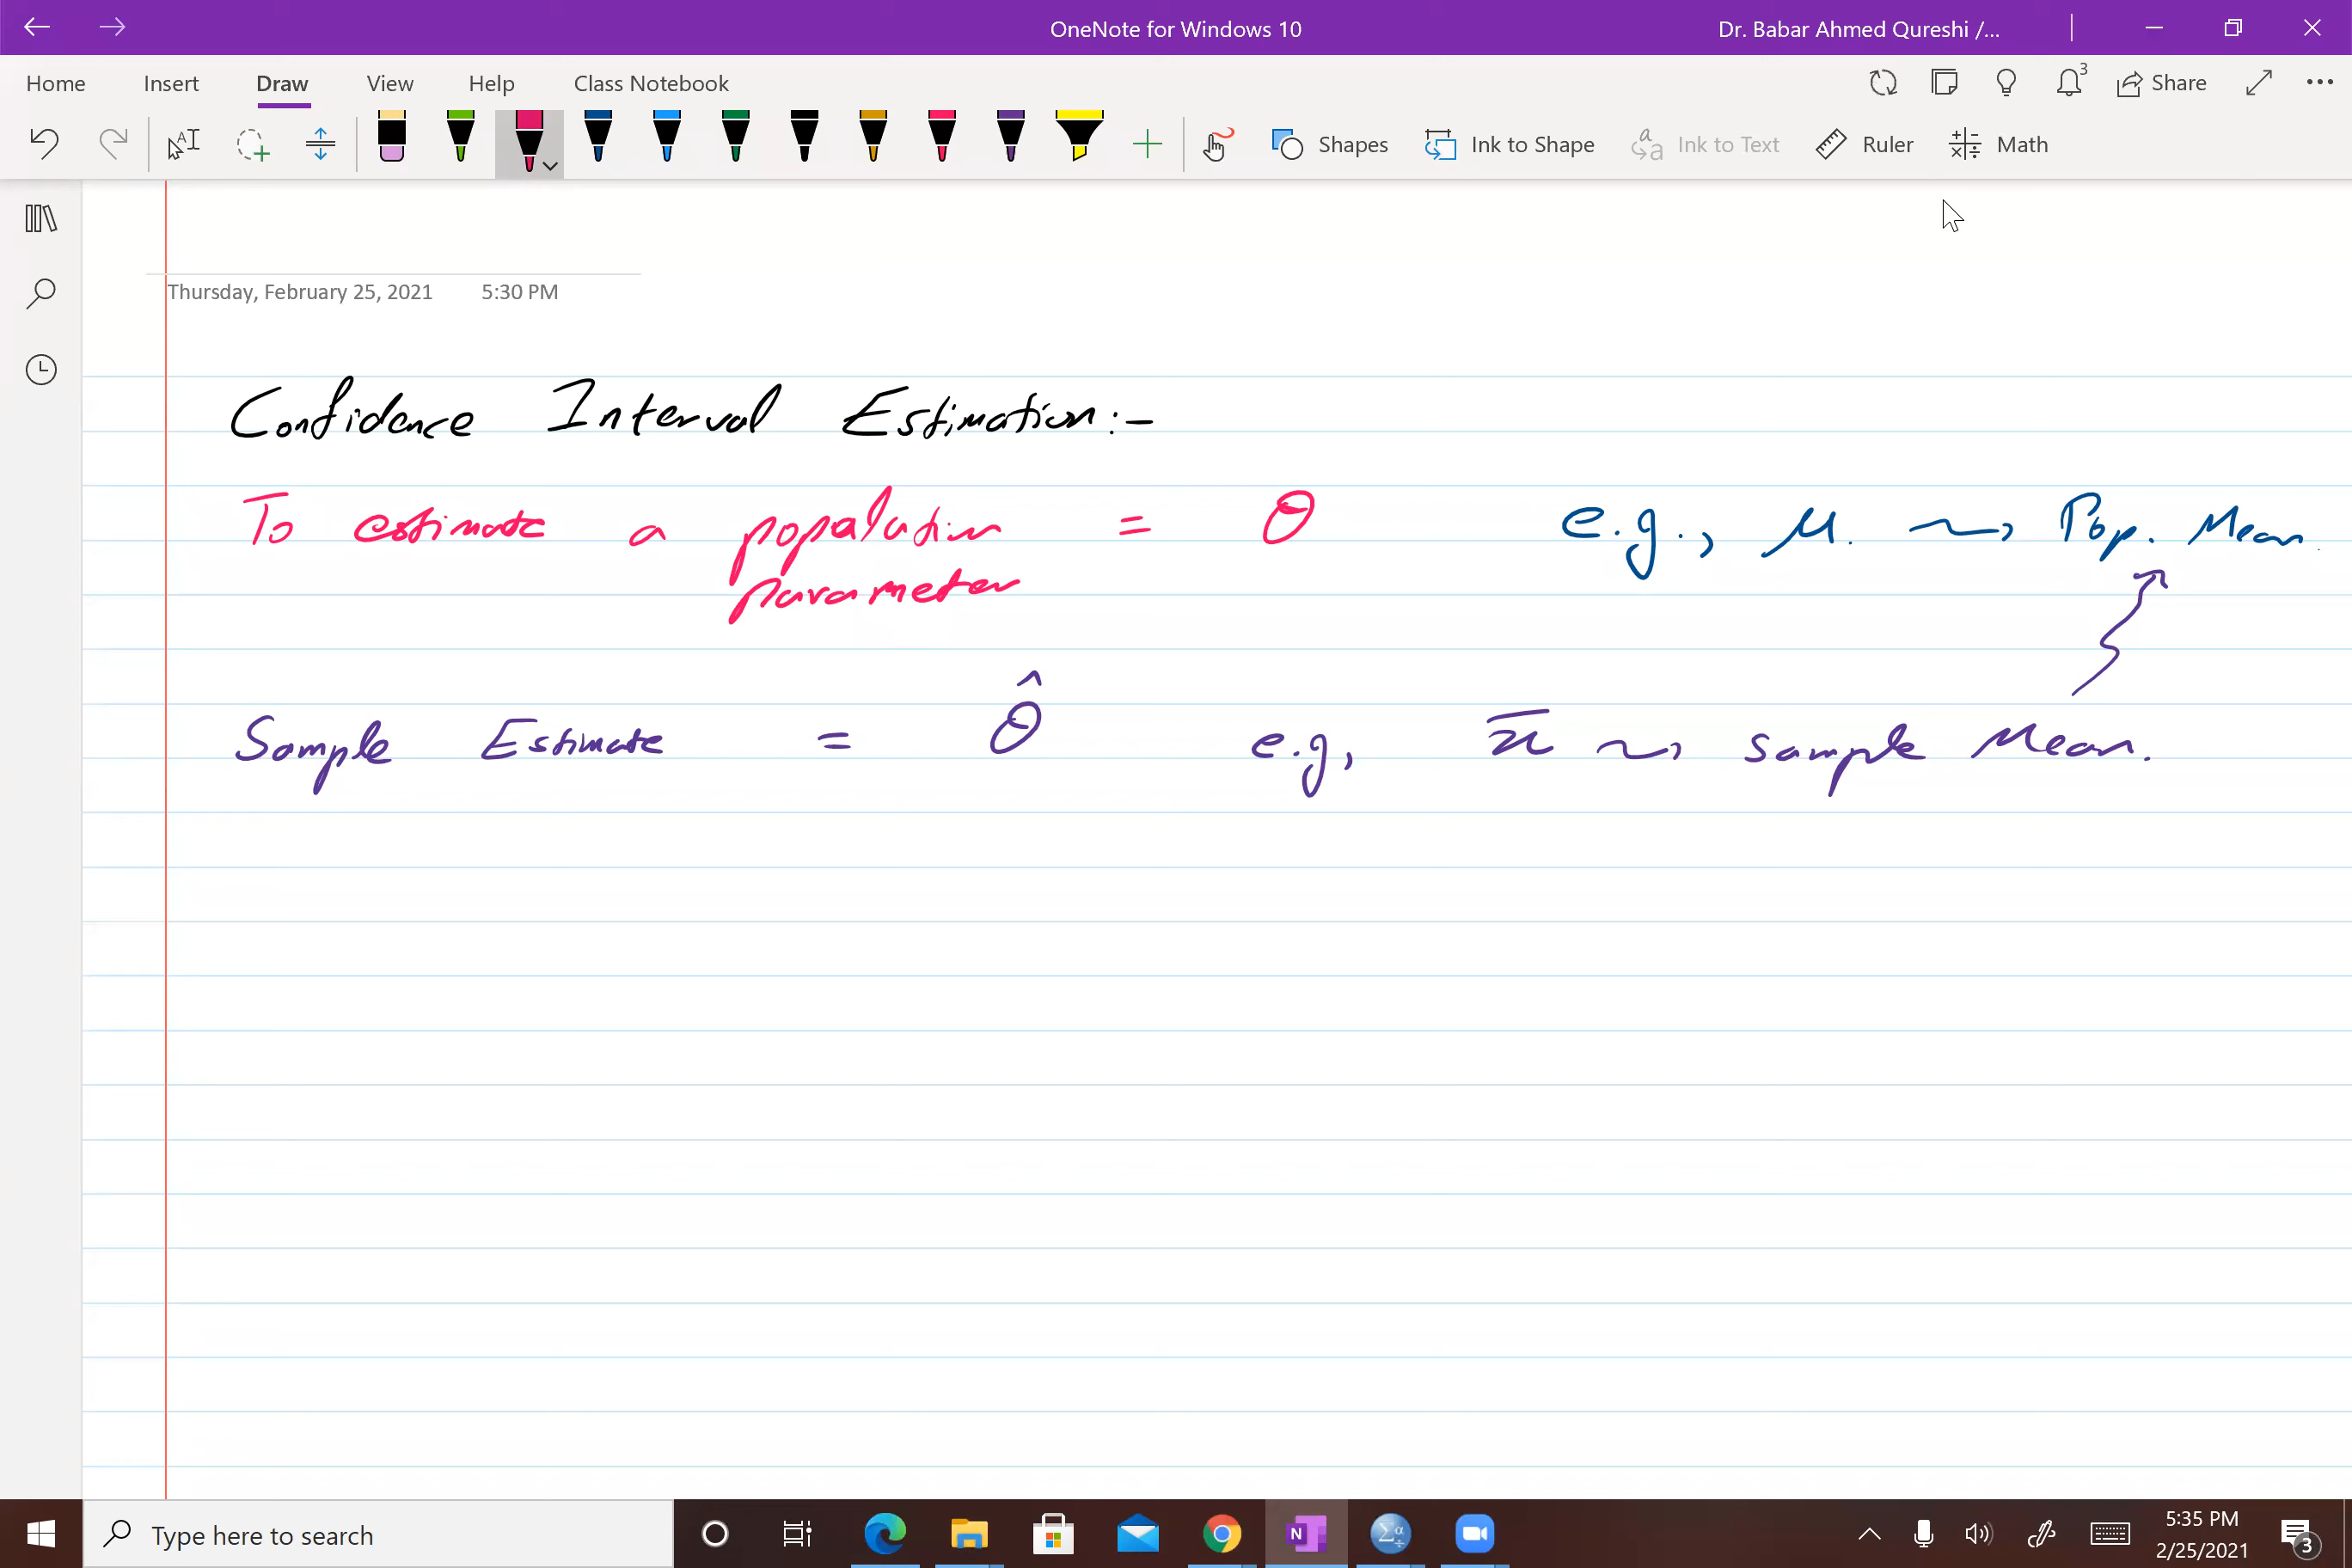 OneNote for Windows 10
Dr. Babar Ahmed Qureshi /...
Home Insert Draw View Help Class Notebook
3
Share
Shapes Ink to Shape Ink to Text Ruler Math
Thursday, February 25, 2021 5:30 PM
Confidence Interval Estimation:-
To estimate a population = θ e.g., μ. ⇝ Pop. Mean.
parameter
Sample Estimate = θ̂ e.g, x̄ ⇝ sample Mean.
Type here to search
5:35 PM
2/25/2021
3